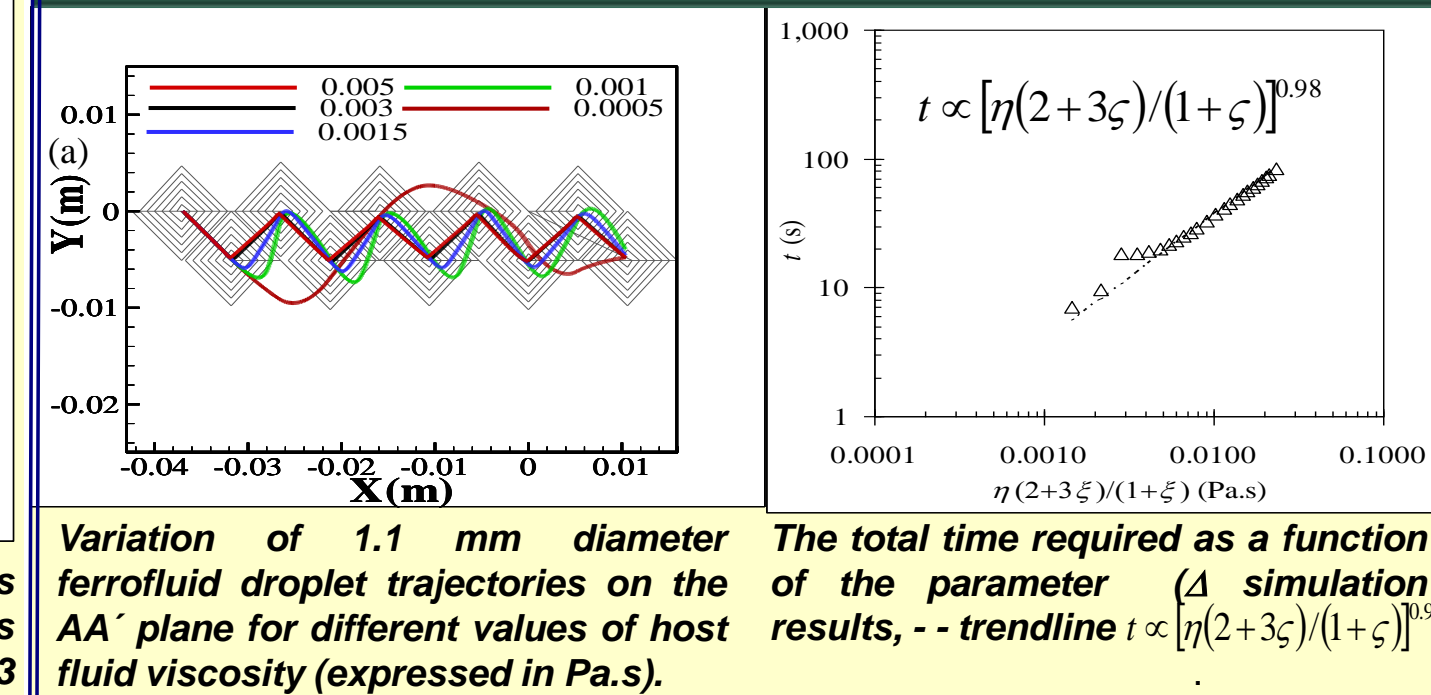 s
s
3
0.005
0.001
0.003
0.0005
0.0015
(a)
0.01
0
-0.01
-0.02
Y(m)
-0.04 -0.03 -0.02 -0.01 0 0.01
X(m)
Variation of 1.1 mm diameter
ferrofluid droplet trajectories on the
AA´ plane for different values of host
fluid viscosity (expressed in Pa.s).
1,000
100
10
1
t (s)
t ∝ [η(2+3ς)/(1+ς)]^0.98
0.0001 0.0010 0.0100 0.1000
η (2+3ξ)/(1+ξ) (Pa.s)
The total time required as a function
of the parameter (Δ simulation
results, - - trendline t ∝ [η(2+3ς)/(1+ς)]^0.9
.